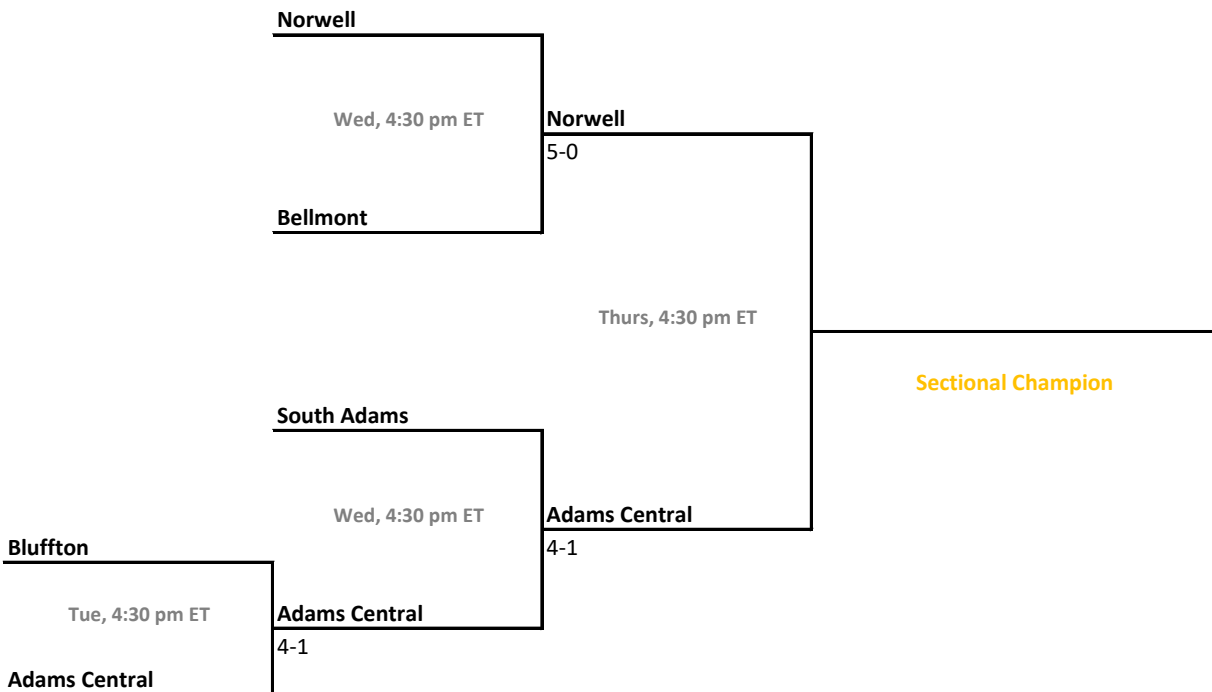 Norwell
Wed, 4:30 pm ET
Norwell
5-0
Bellmont
Thurs, 4:30 pm ET
Sectional Champion
South Adams
Wed, 4:30 pm ET
Adams Central
4-1
Bluffton
Tue, 4:30 pm ET
Adams Central
4-1
Adams Central